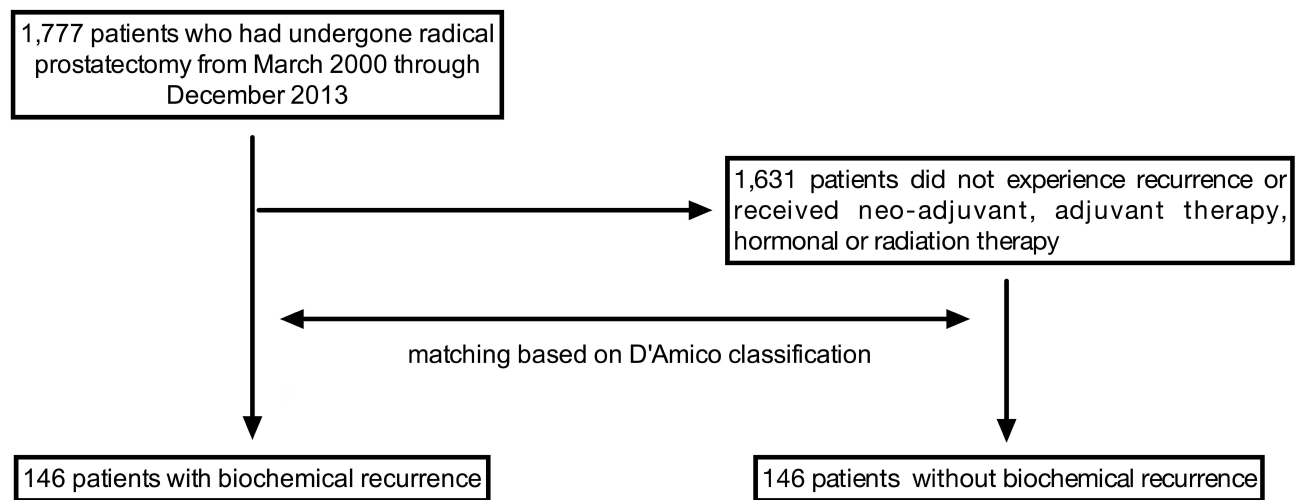 1,777 patients who had undergone radical
prostatectomy from March 2000 through
December 2013
1,631 patients did not experience recurrence or
received neo-adjuvant, adjuvant therapy,
hormonal or radiation therapy
matching based on D'Amico classification
146 patients with biochemical recurrence
146 patients without biochemical recurrence